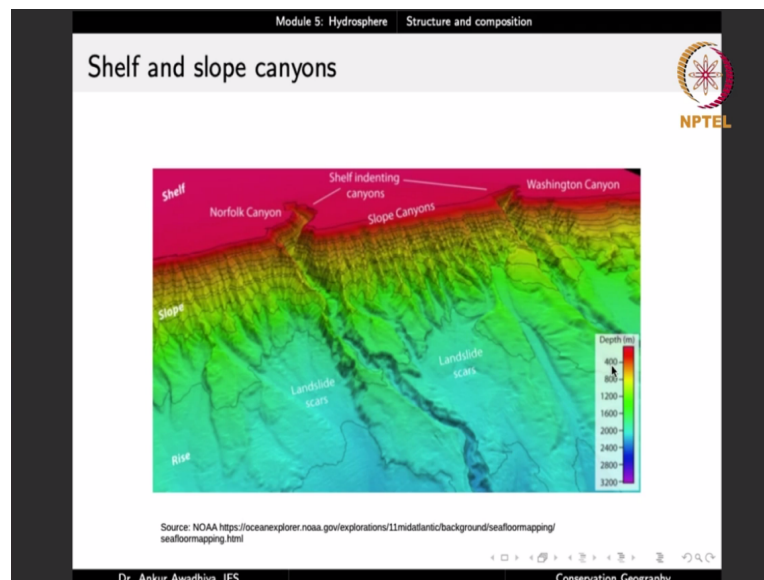 Module 5: Hydrosphere Structure and composition
Shelf and slope canyons
NPTEL
Shelf
Shelf indenting
canyons
Washington Canyon
Norfolk Canyon
Slope Canyons
Slope
Depth (m)
400
800
1200
1600
2000
2400
2800
3200
Landslide
scars
Landslide
scars
Rise
Source: NOAA https://oceanexplorer.noaa.gov/explorations/11midatlantic/background/seafloormapping/
seafloormapping.html
Dr. Ankur Awadhiya, IFS Conservation Geography